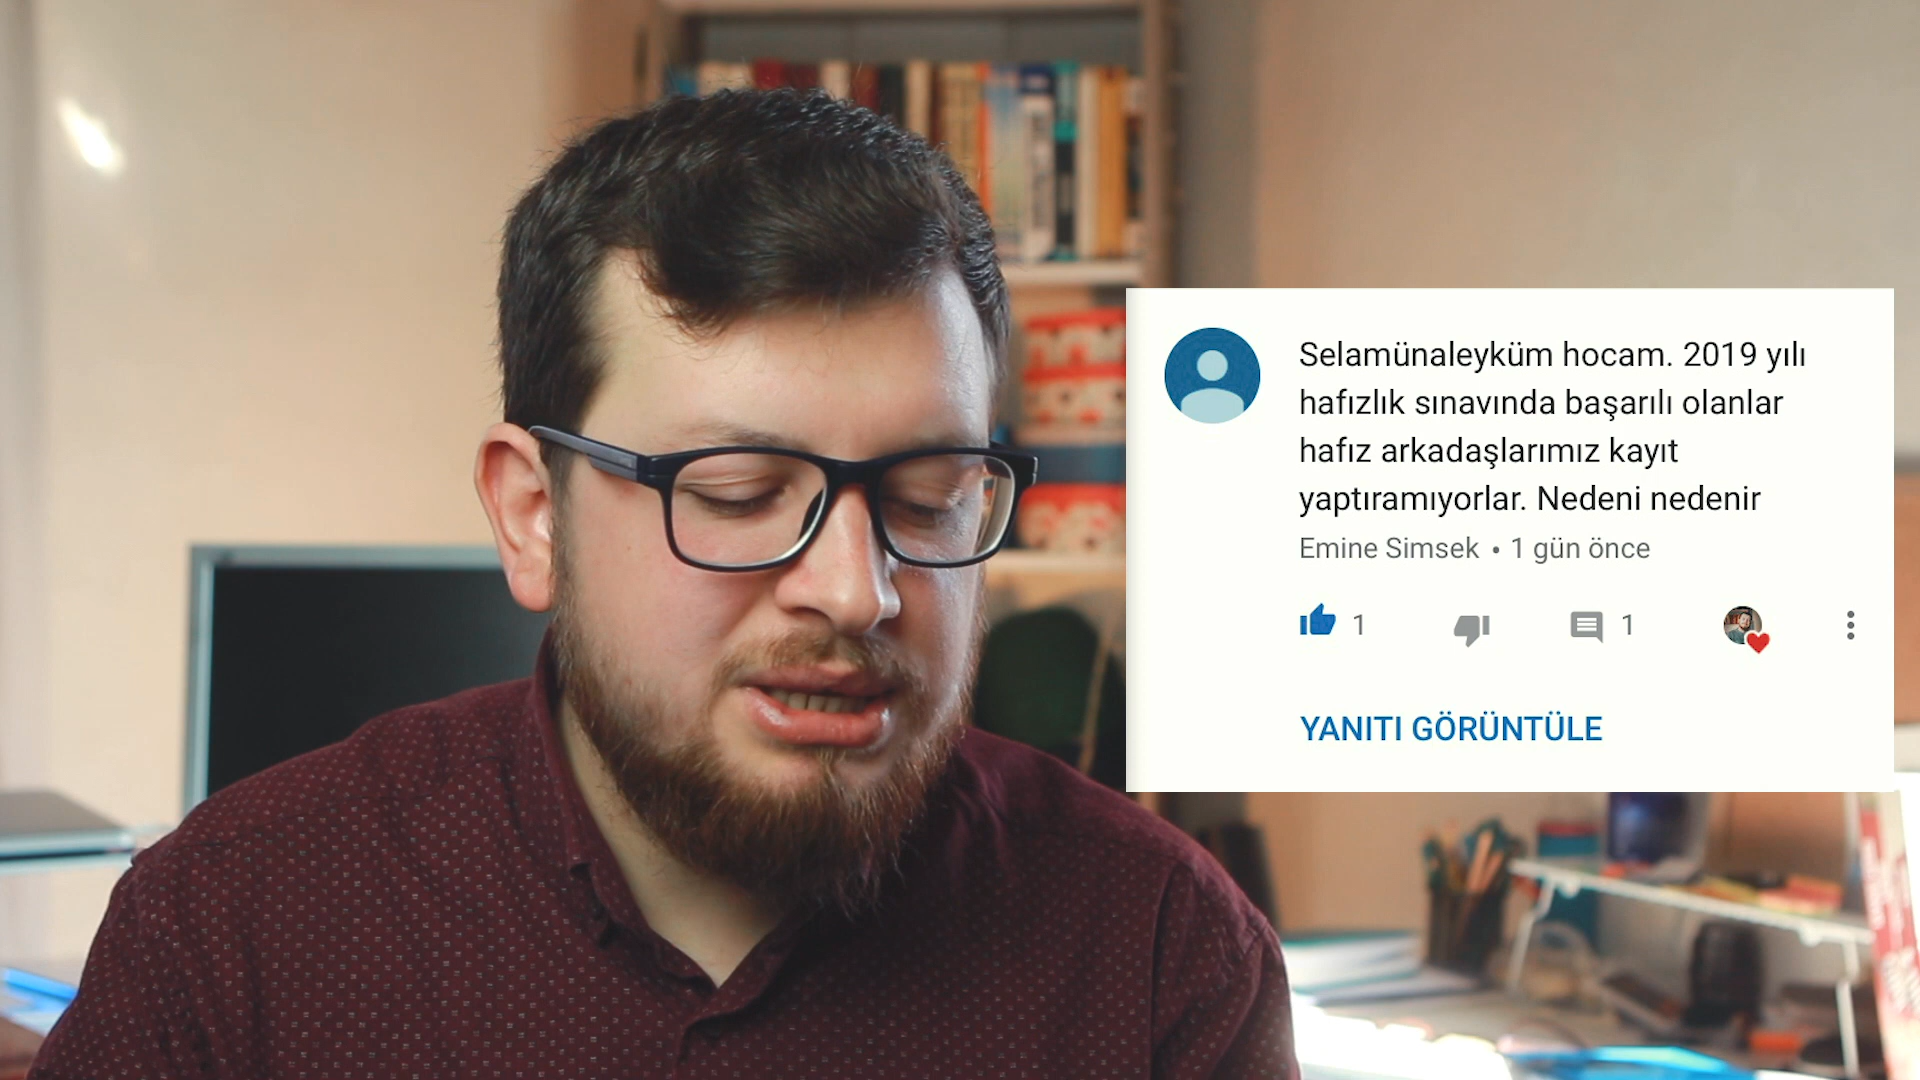 Selamünaleyküm hocam. 2019 yılı
hafızlık sınavında başarılı olanlar
hafız arkadaşlarımız kayıt
yaptıramıyorlar. Nedeni nedenir
Emine Simsek • 1 gün önce
1
1
YANITI GÖRÜNTÜLE